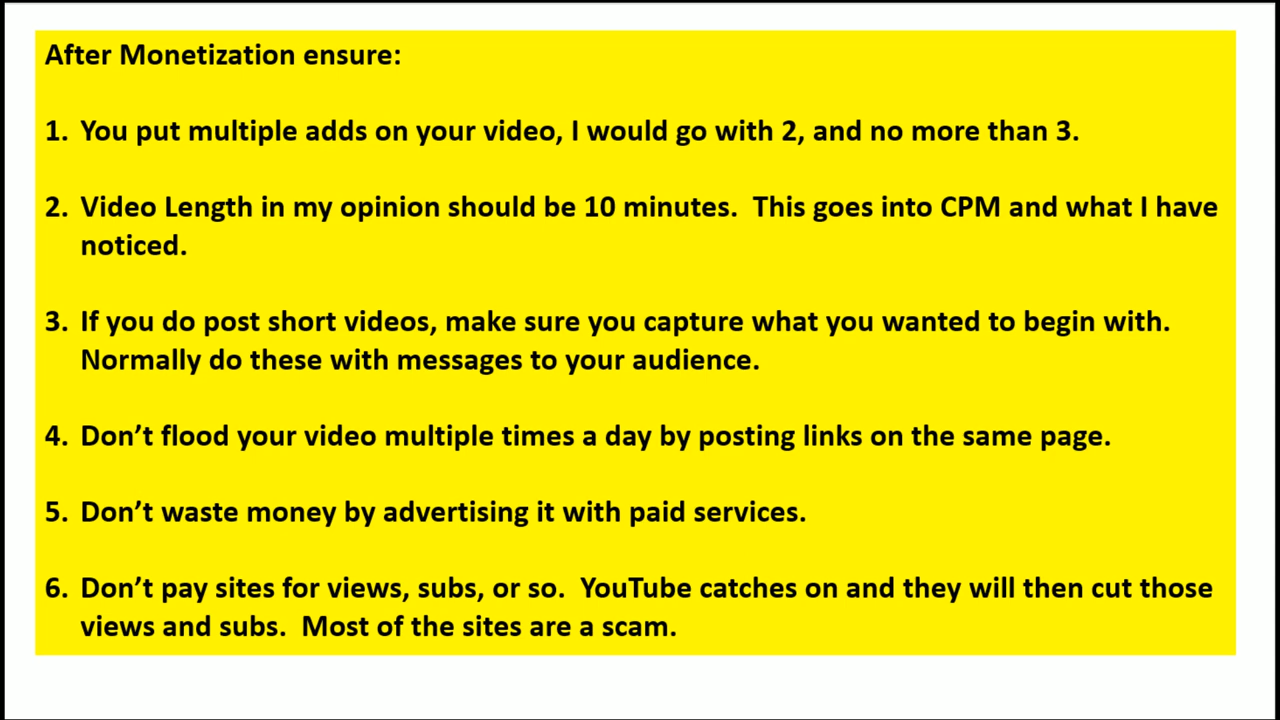 After Monetization ensure:
1. You put multiple adds on your video, I would go with 2, and no more than 3.
2. Video Length in my opinion should be 10 minutes.  This goes into CPM and what I have
noticed.
3. If you do post short videos, make sure you capture what you wanted to begin with.
Normally do these with messages to your audience.
4. Don’t flood your video multiple times a day by posting links on the same page.
5. Don’t waste money by advertising it with paid services.
6. Don’t pay sites for views, subs, or so.  YouTube catches on and they will then cut those
views and subs.  Most of the sites are a scam.